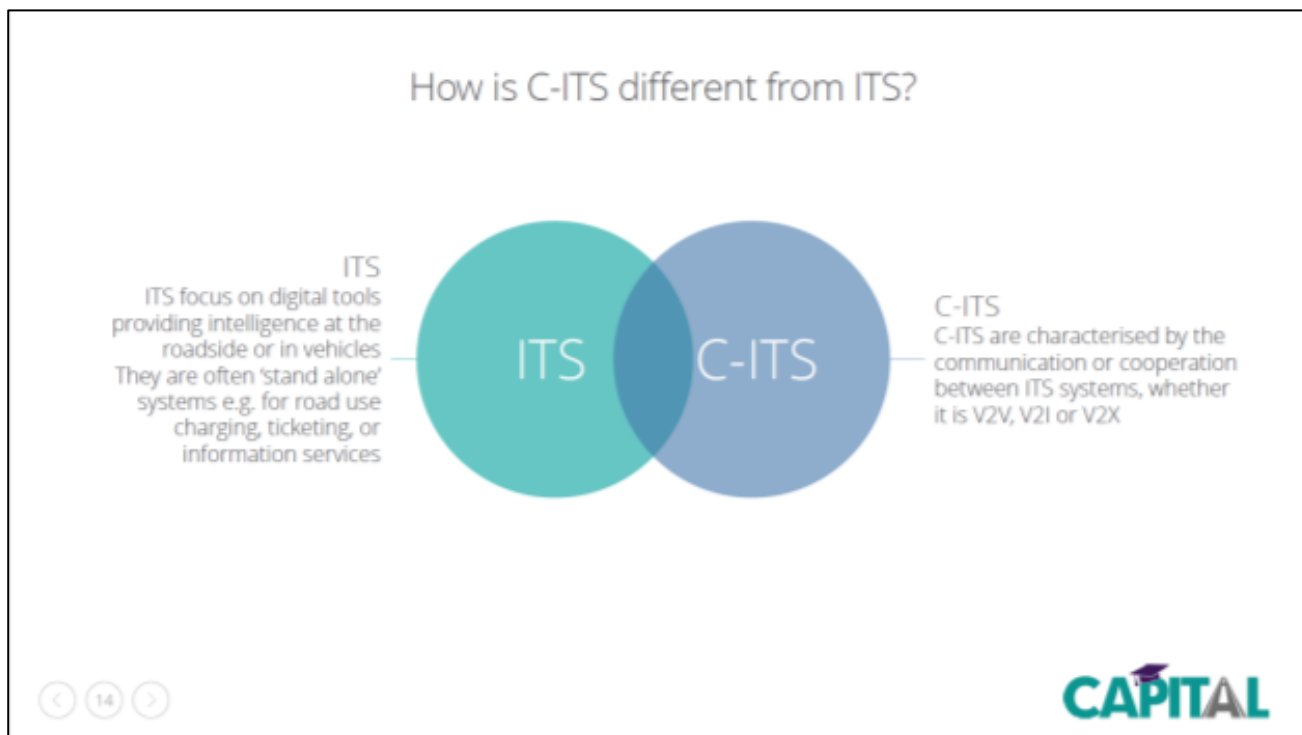 How is C-ITS different from ITS?
ITS
ITS focus on digital tools
providing intelligence at the
roadside or in vehicles
They are often ‘stand alone’
systems e.g. for road use
charging, ticketing, or
information services
ITS
C-ITS
C-ITS
C-ITS are characterised by the
communication or cooperation
between ITS systems, whether
it is V2V, V2I or V2X
14
CAPITAL